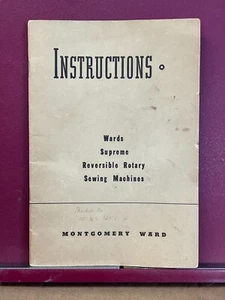 INSTRUCTIONS
Wards
Supreme
Reversible Rotary
Sewing Machines
MONTGOMERY WARD